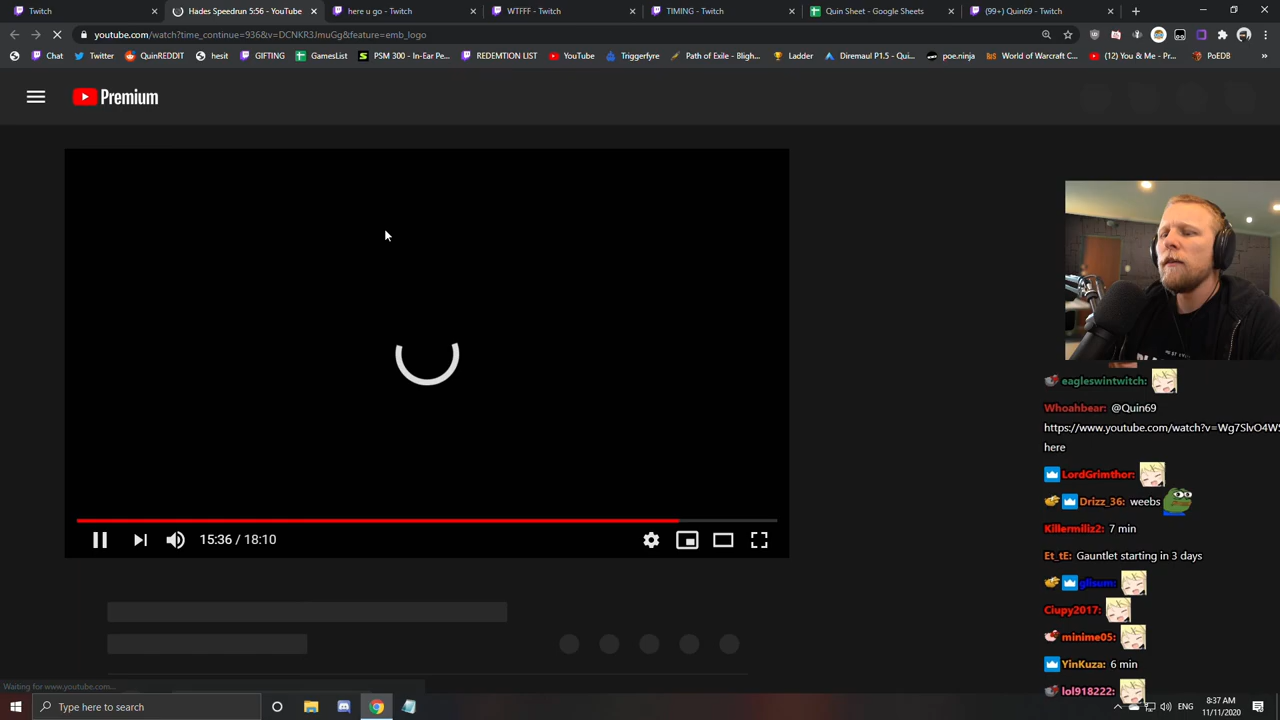 Twitch
Hades Speedrun 5:56 - YouTube
here u go - Twitch
WTFFF - Twitch
TIMING - Twitch
Quin Sheet - Google Sheets
(99+) Quin69 - Twitch
youtube.com/watch?time_continue=936&v=DCNKR3JmuGg&feature=emb_logo
Chat
Twitter
QuinREDDIT
hesit
GIFTING
GamesList
PSM 300 - In-Ear Pe...
REDEMTION LIST
YouTube
Triggerfyre
Path of Exile - Bligh...
Ladder
Diremaul P1.5 - Qui...
poe.ninja
World of Warcraft C...
(12) You & Me - Pr...
PoEDB
Premium
eagleswintwitch:
Whoahbear: @Quin69
https://www.youtube.com/watch?v=Wg7SlvO4W
here
LordGrimthor:
Drizz_36: weebs
Killermiliz2: 7 min
Et_tE: Gauntlet starting in 3 days
glisum:
Ciupy2017:
minime05:
YinKuza: 6 min
lol918222:
15:36 / 18:10
Waiting for www.youtube.com...
Type here to search
ENG
8:37 AM
11/11/2020